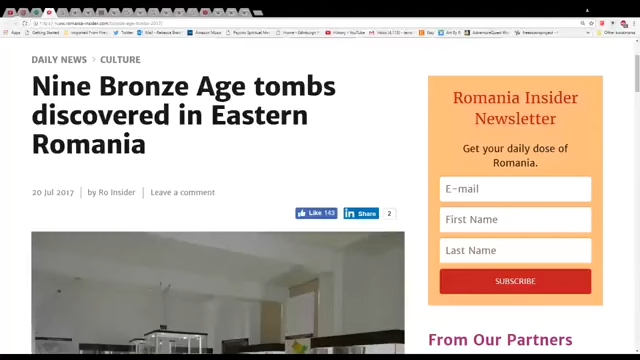 DAILY NEWS > CULTURE
Nine Bronze Age tombs
discovered in Eastern
Romania
20 Jul 2017 | by Ro Insider | Leave a comment
Like 143
Share 2
Romania Insider
Newsletter
Get your daily dose of
Romania.
E-mail
First Name
Last Name
SUBSCRIBE
From Our Partners